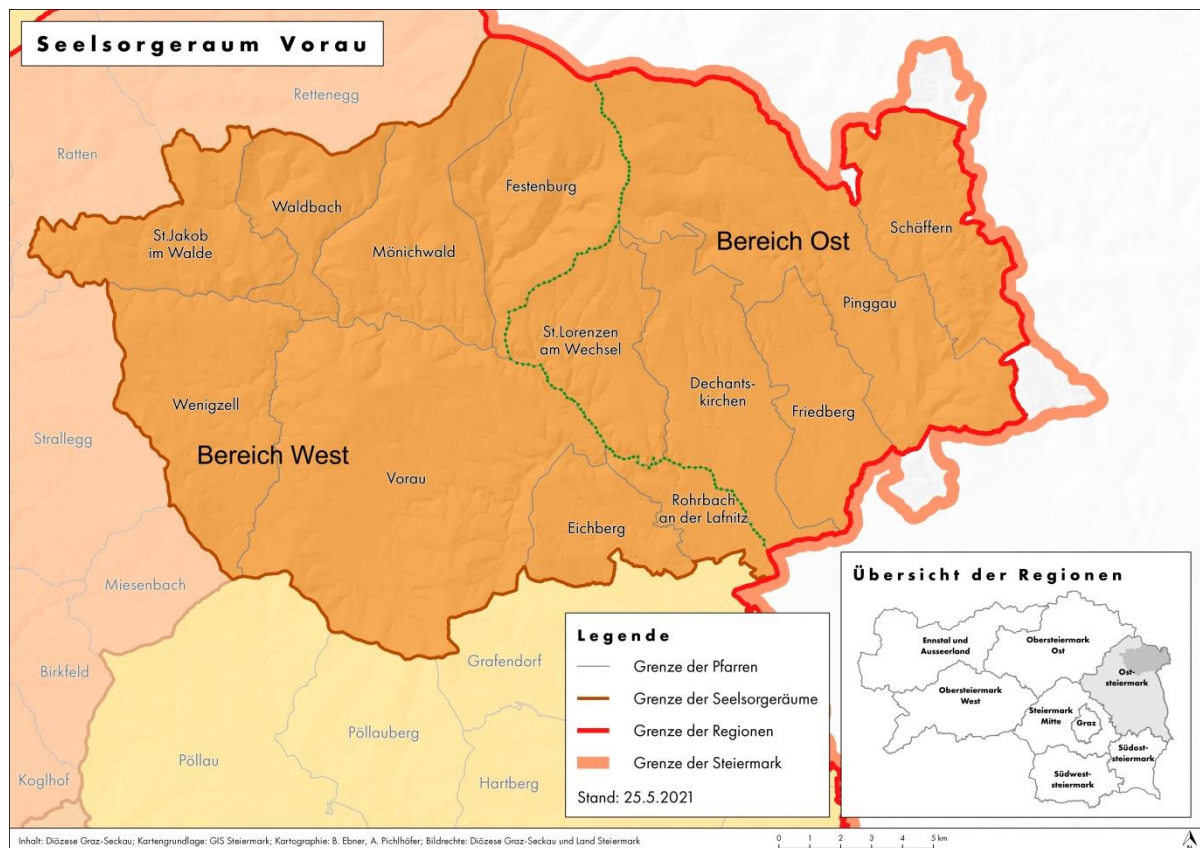 Seelsorgeraum Vorau
Rettenegg
Ratten
Festenburg
Waldbach
St.Jakob
im Walde
Mönichwald
Schäffern
Bereich Ost
Pinggau
St.Lorenzen
am Wechsel
Dechants-
kirchen
Friedberg
Wenigzell
Strallegg
Bereich West
Vorau
Rohrbach
an der Lafnitz
Eichberg
Miesenbach
Birkfeld
Grafendorf
Pöllauberg
Pöllau
Koglhof
Hartberg
Legende
Grenze der Pfarren
Grenze der Seelsorgeräume
Grenze der Regionen
Grenze der Steiermark
Stand: 25.5.2021
Übersicht der Regionen
Ennstal und
Ausseerland
Obersteiermark
Ost
Ost-
steiermark
Obersteiermark
West
Steiermark
Mitte
Graz
Südost-
steiermark
Südwest-
steiermark
Inhalt: Diözese Graz-Seckau; Kartengrundlage: GIS Steiermark; Kartographie: B. Ebner, A. Pichlhöfer; Bildrechte: Diözese Graz-Seckau und Land Steiermark
0 1 2 3 4 5 km
N